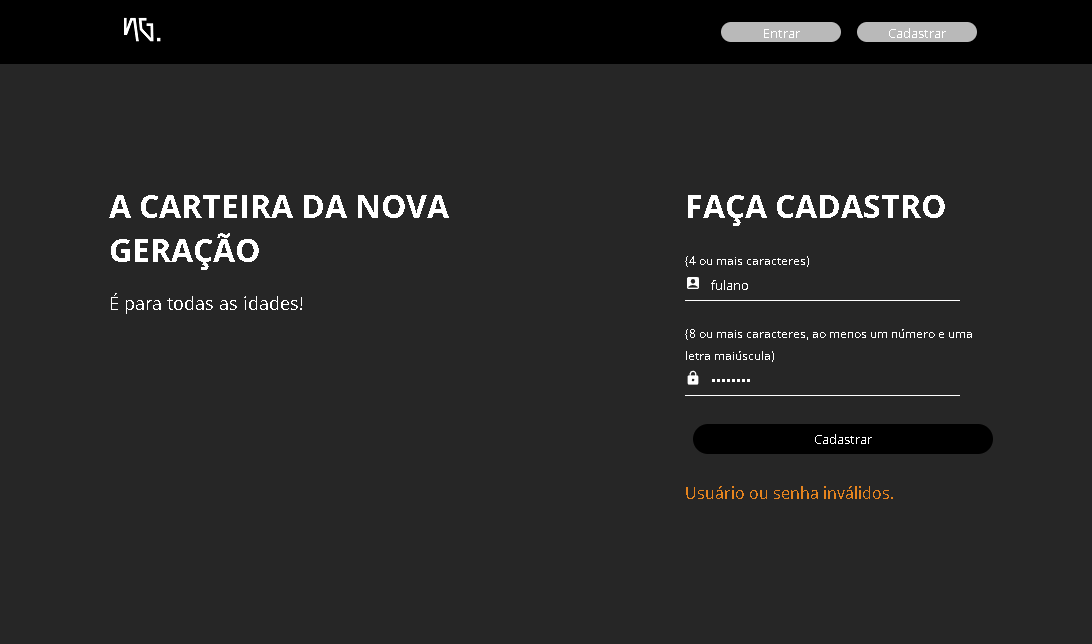 NG.
Entrar
Cadastrar
A CARTEIRA DA NOVA
GERAÇÃO
É para todas as idades!
FAÇA CADASTRO
(4 ou mais caracteres)
fulano
(8 ou mais caracteres, ao menos um número e uma
letra maiúscula)
••••••••
Cadastrar
Usuário ou senha inválidos.